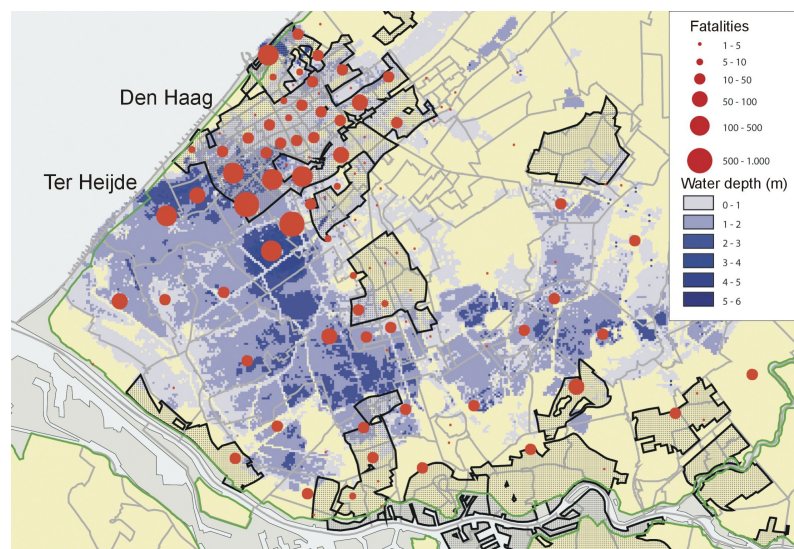 Den Haag
Ter Heijde
Fatalities
1 - 5
5 - 10
10 - 50
50 - 100
100 - 500
500 - 1.000
Water depth (m)
0 - 1
1 - 2
2 - 3
3 - 4
4 - 5
5 - 6